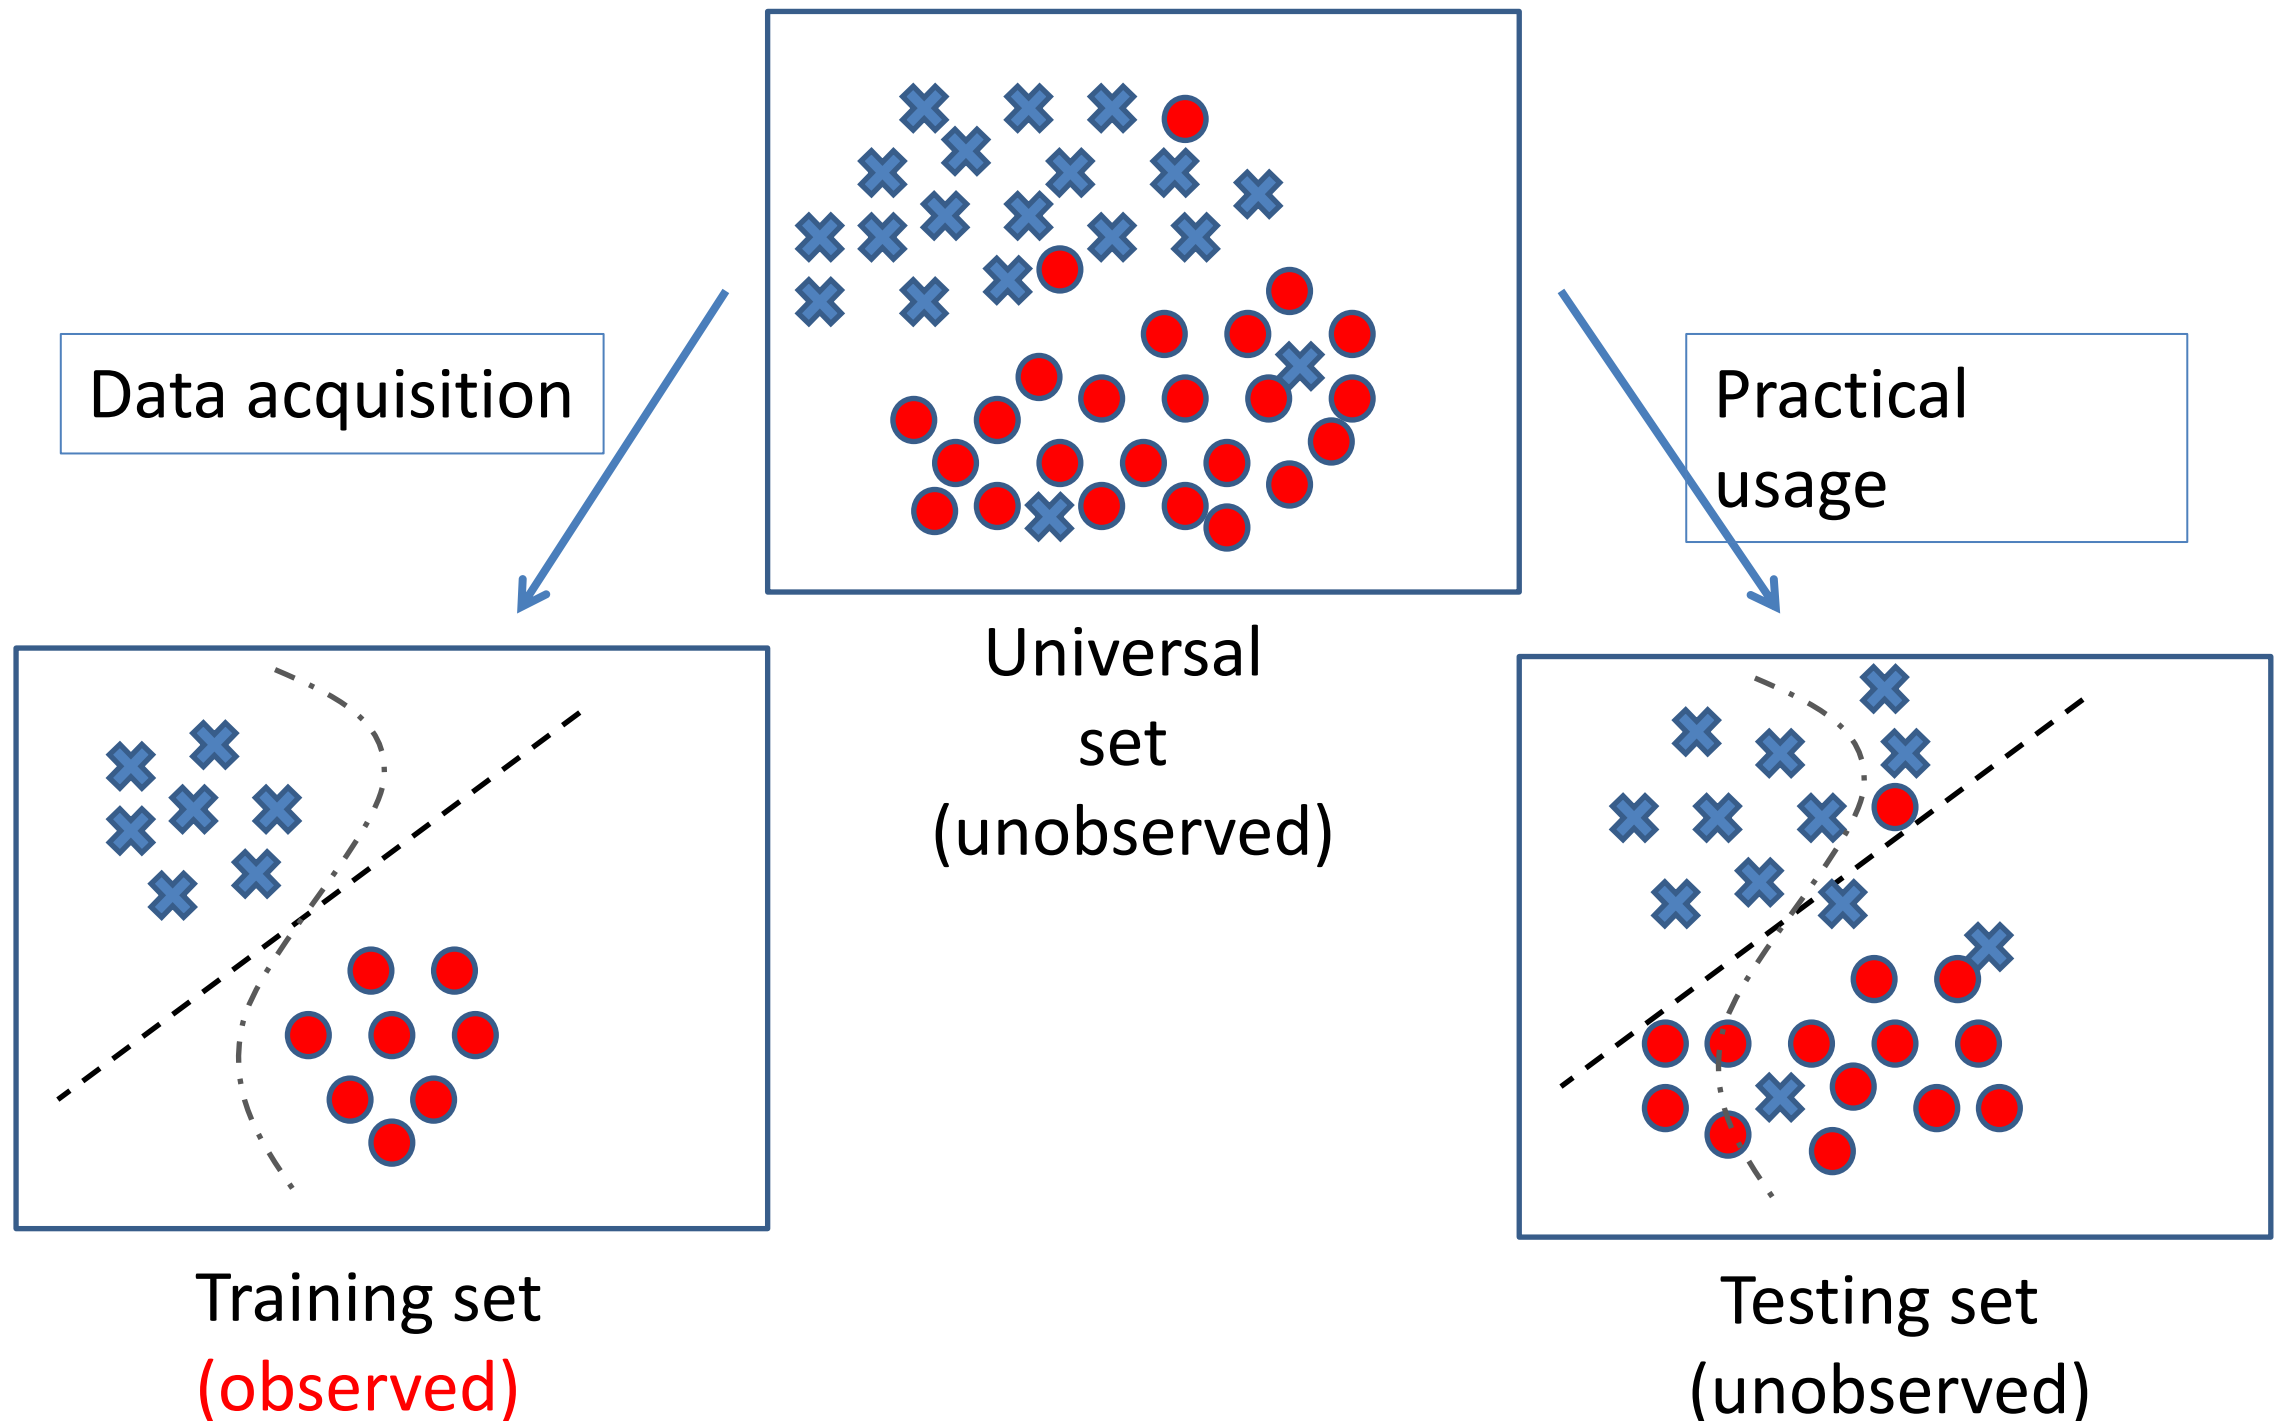 Data acquisition
Practical
usage
Universal
set
(unobserved)
Training set
(observed)
Testing set
(unobserved)